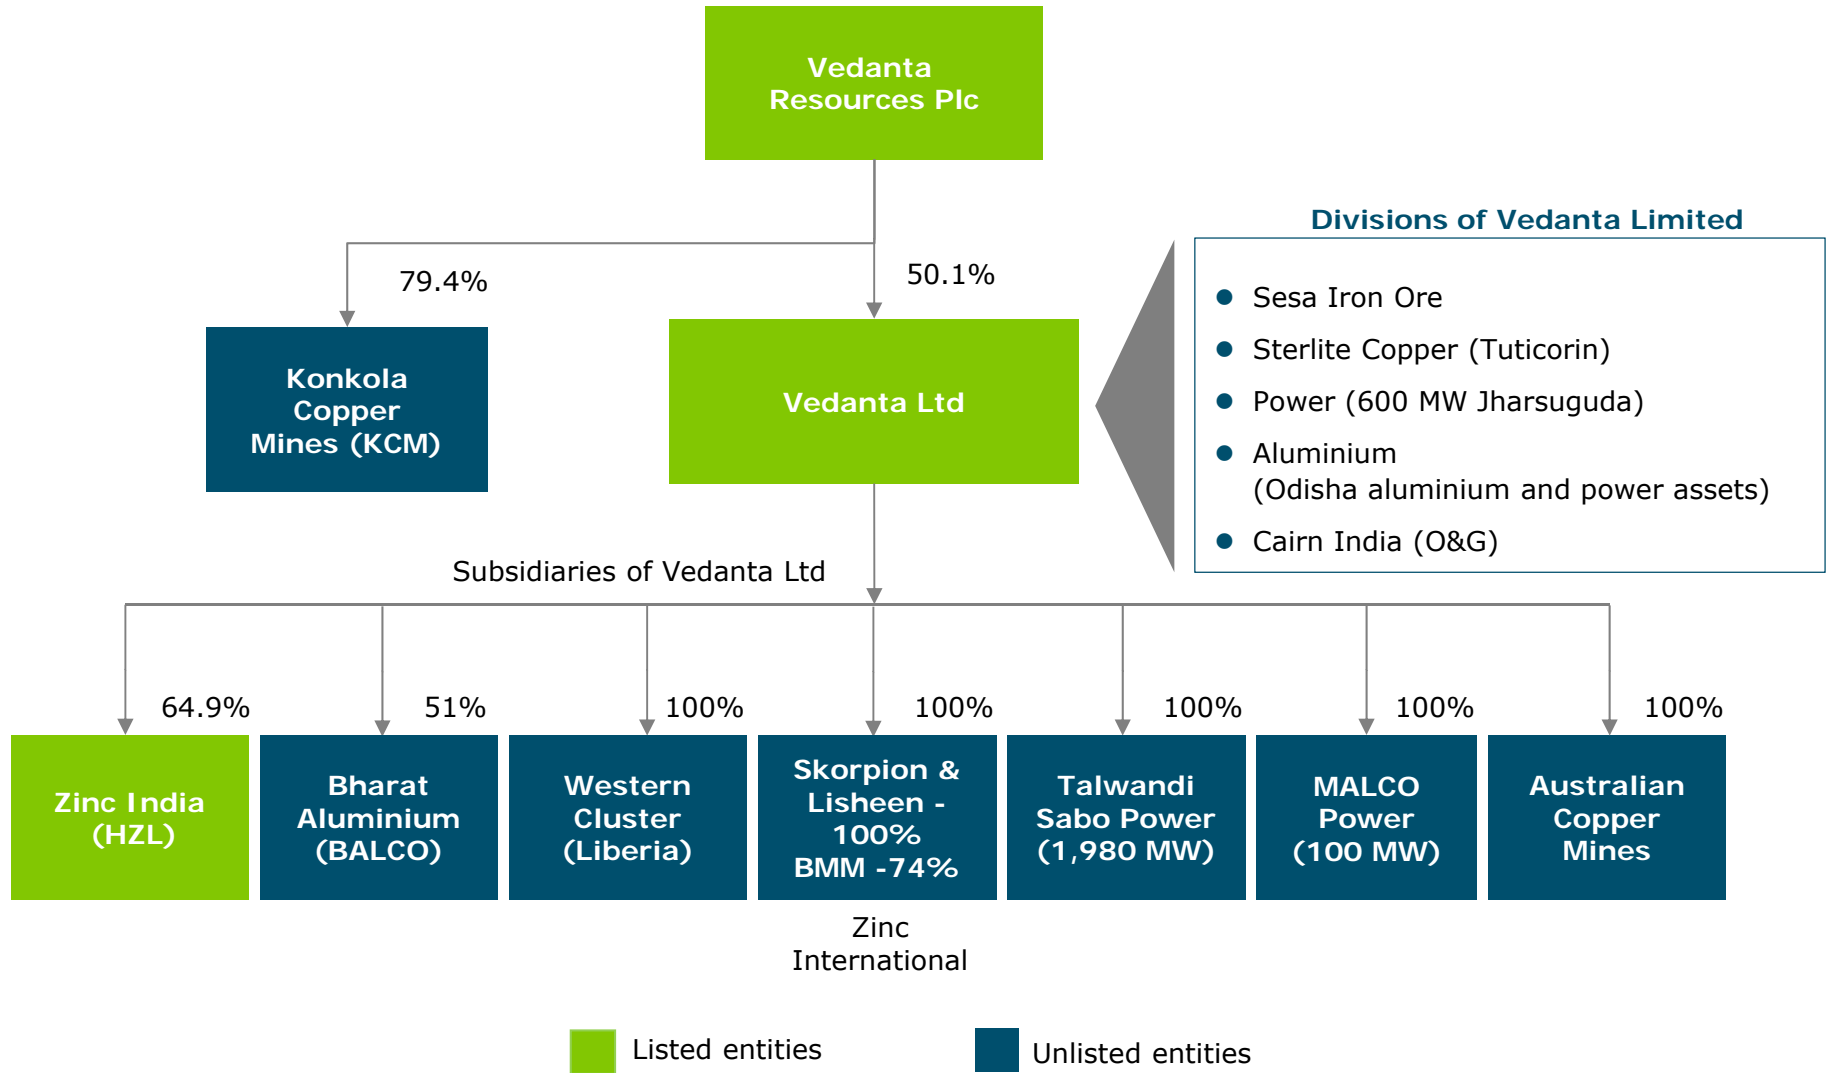 Vedanta
Resources Plc
Divisions of Vedanta Limited
79.4%
50.1%
Sesa Iron Ore
Sterlite Copper (Tuticorin)
Power (600 MW Jharsuguda)
Aluminium
(Odisha aluminium and power assets)
Cairn India (O&G)
Konkola
Copper
Mines (KCM)
Vedanta Ltd
Subsidiaries of Vedanta Ltd
64.9%
51%
100%
100%
100%
100%
100%
Zinc India
(HZL)
Bharat
Aluminium
(BALCO)
Western
Cluster
(Liberia)
Skorpion &
Lisheen -
100%
BMM -74%
Talwandi
Sabo Power
(1,980 MW)
MALCO
Power
(100 MW)
Australian
Copper
Mines
Zinc
International
Listed entities
Unlisted entities